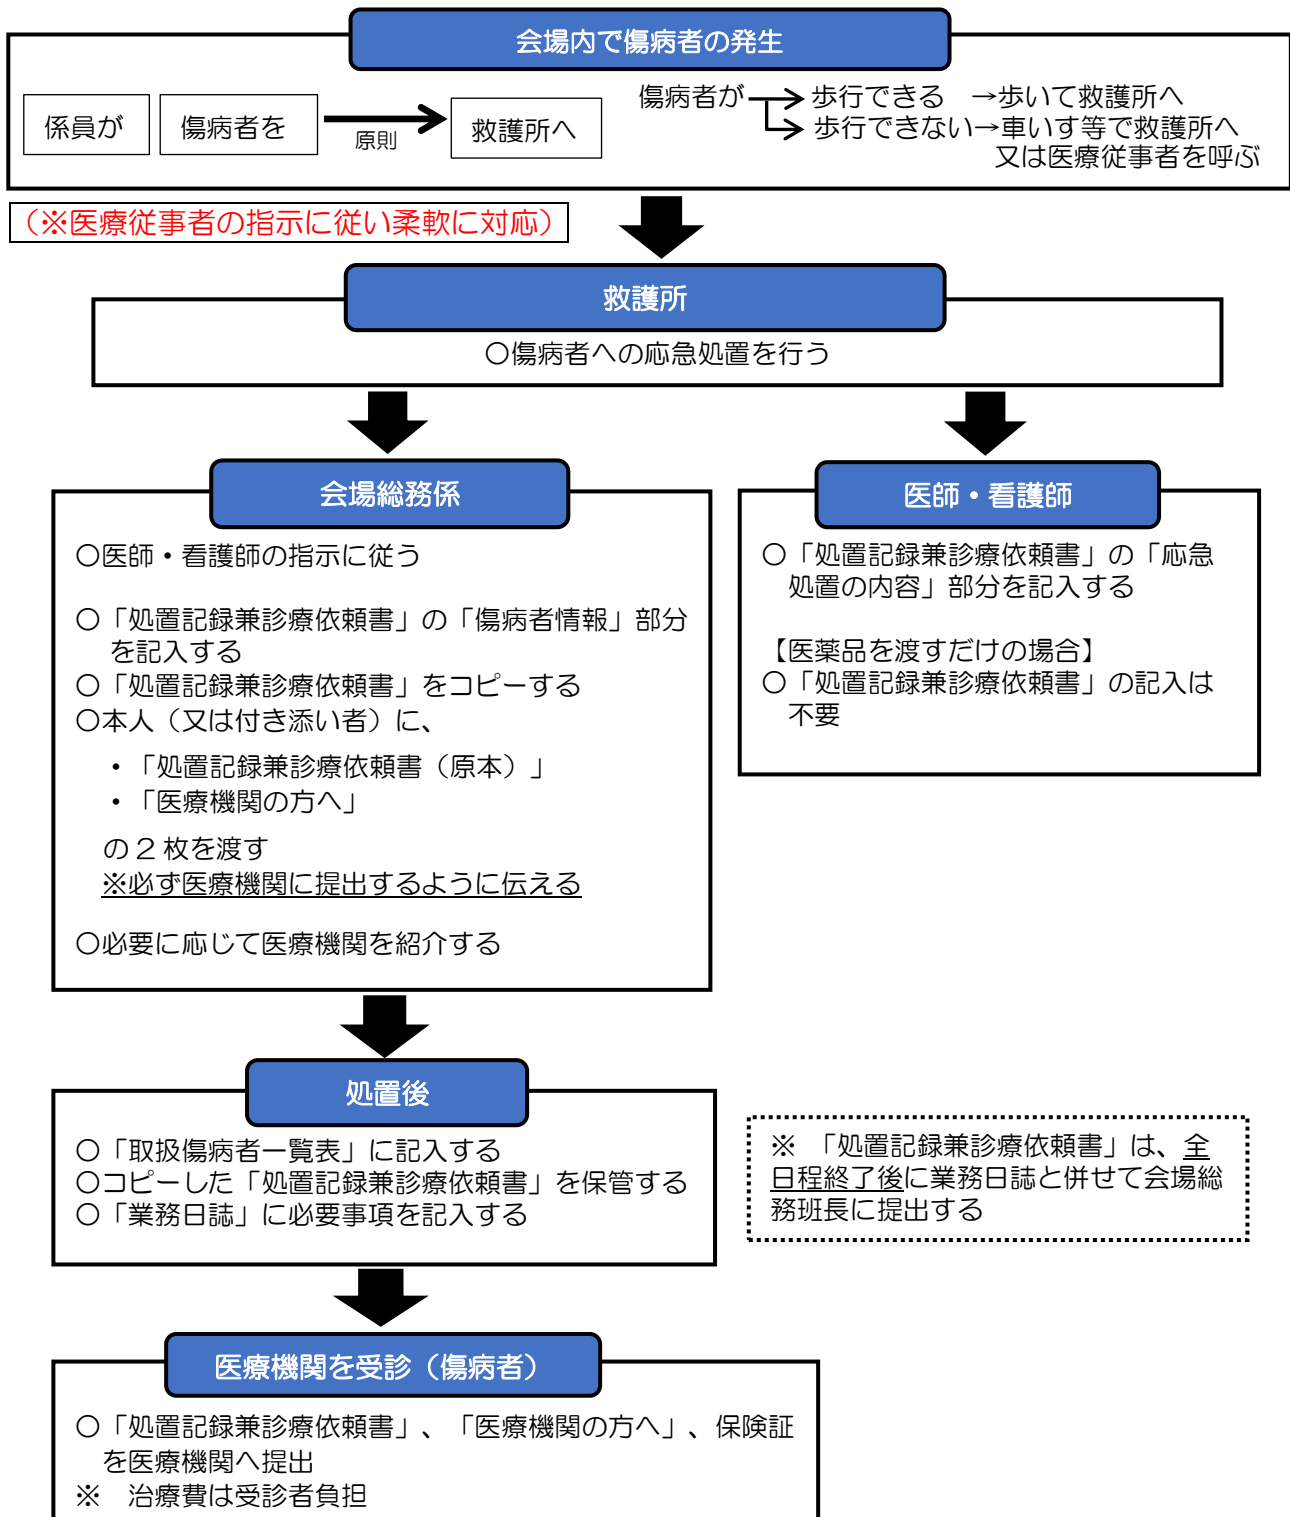 会場内で傷病者の発生
係員が
傷病者を
原則
救護所へ
傷病者が
歩行できる →歩いて救護所へ
歩行できない→車いす等で救護所へ
又は医療従事者を呼ぶ
（※医療従事者の指示に従い柔軟に対応）
救護所
〇傷病者への応急処置を行う
会場総務係
〇医師・看護師の指示に従う
〇「処置記録兼診療依頼書」の「傷病者情報」部分
を記入する
〇「処置記録兼診療依頼書」をコピーする
〇本人（又は付き添い者）に、
・「処置記録兼診療依頼書（原本）」
・「医療機関の方へ」
の２枚を渡す
※必ず医療機関に提出するように伝える
〇必要に応じて医療機関を紹介する
医師・看護師
〇「処置記録兼診療依頼書」の「応急
処置の内容」部分を記入する
【医薬品を渡すだけの場合】
〇「処置記録兼診療依頼書」の記入は
不要
処置後
〇「取扱傷病者一覧表」に記入する
〇コピーした「処置記録兼診療依頼書」を保管する
〇「業務日誌」に必要事項を記入する
※ 「処置記録兼診療依頼書」は、全
日程終了後に業務日誌と併せて会場総
務班長に提出する
医療機関を受診（傷病者）
〇「処置記録兼診療依頼書」、「医療機関の方へ」、保険証
を医療機関へ提出
※ 治療費は受診者負担